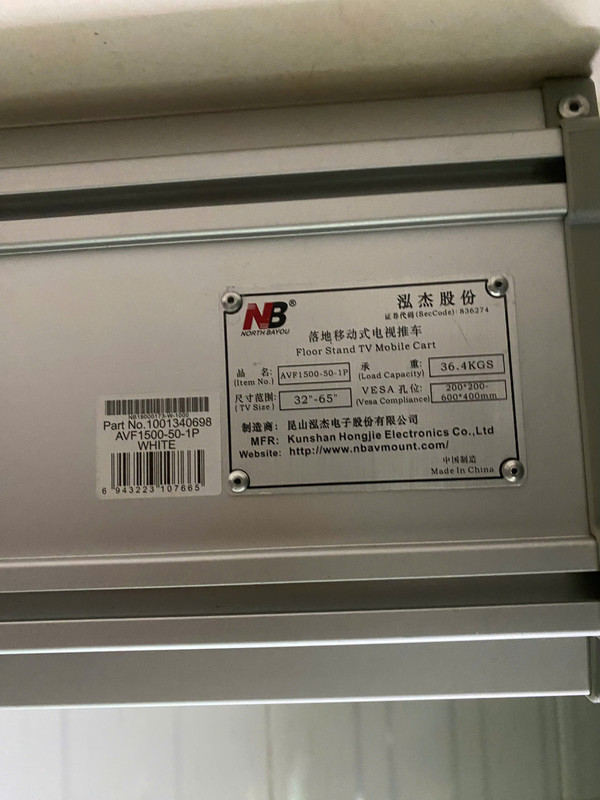 NB®
NORTH BAYOU
泓杰股份
证券代码(SecCode): 836274
落地移动式电视推车
Floor Stand TV Mobile Cart
品名:
(Item No.)
AVF1500-50-1P
承重:
(Load Capacity)
36.4KGS
尺寸范围:
(TV Size)
32"-65"
VESA 孔位:
(Vesa Compliance)
200*200-
600*400mm
制造商: 昆山泓杰电子股份有限公司
MFR: Kunshan Hongjie Electronics Co.,Ltd
Website: http://www.nbavmount.com/
中国制造
Made In China
Part No.1001340698
AVF1500-50-1P
WHITE
6 943223 107665